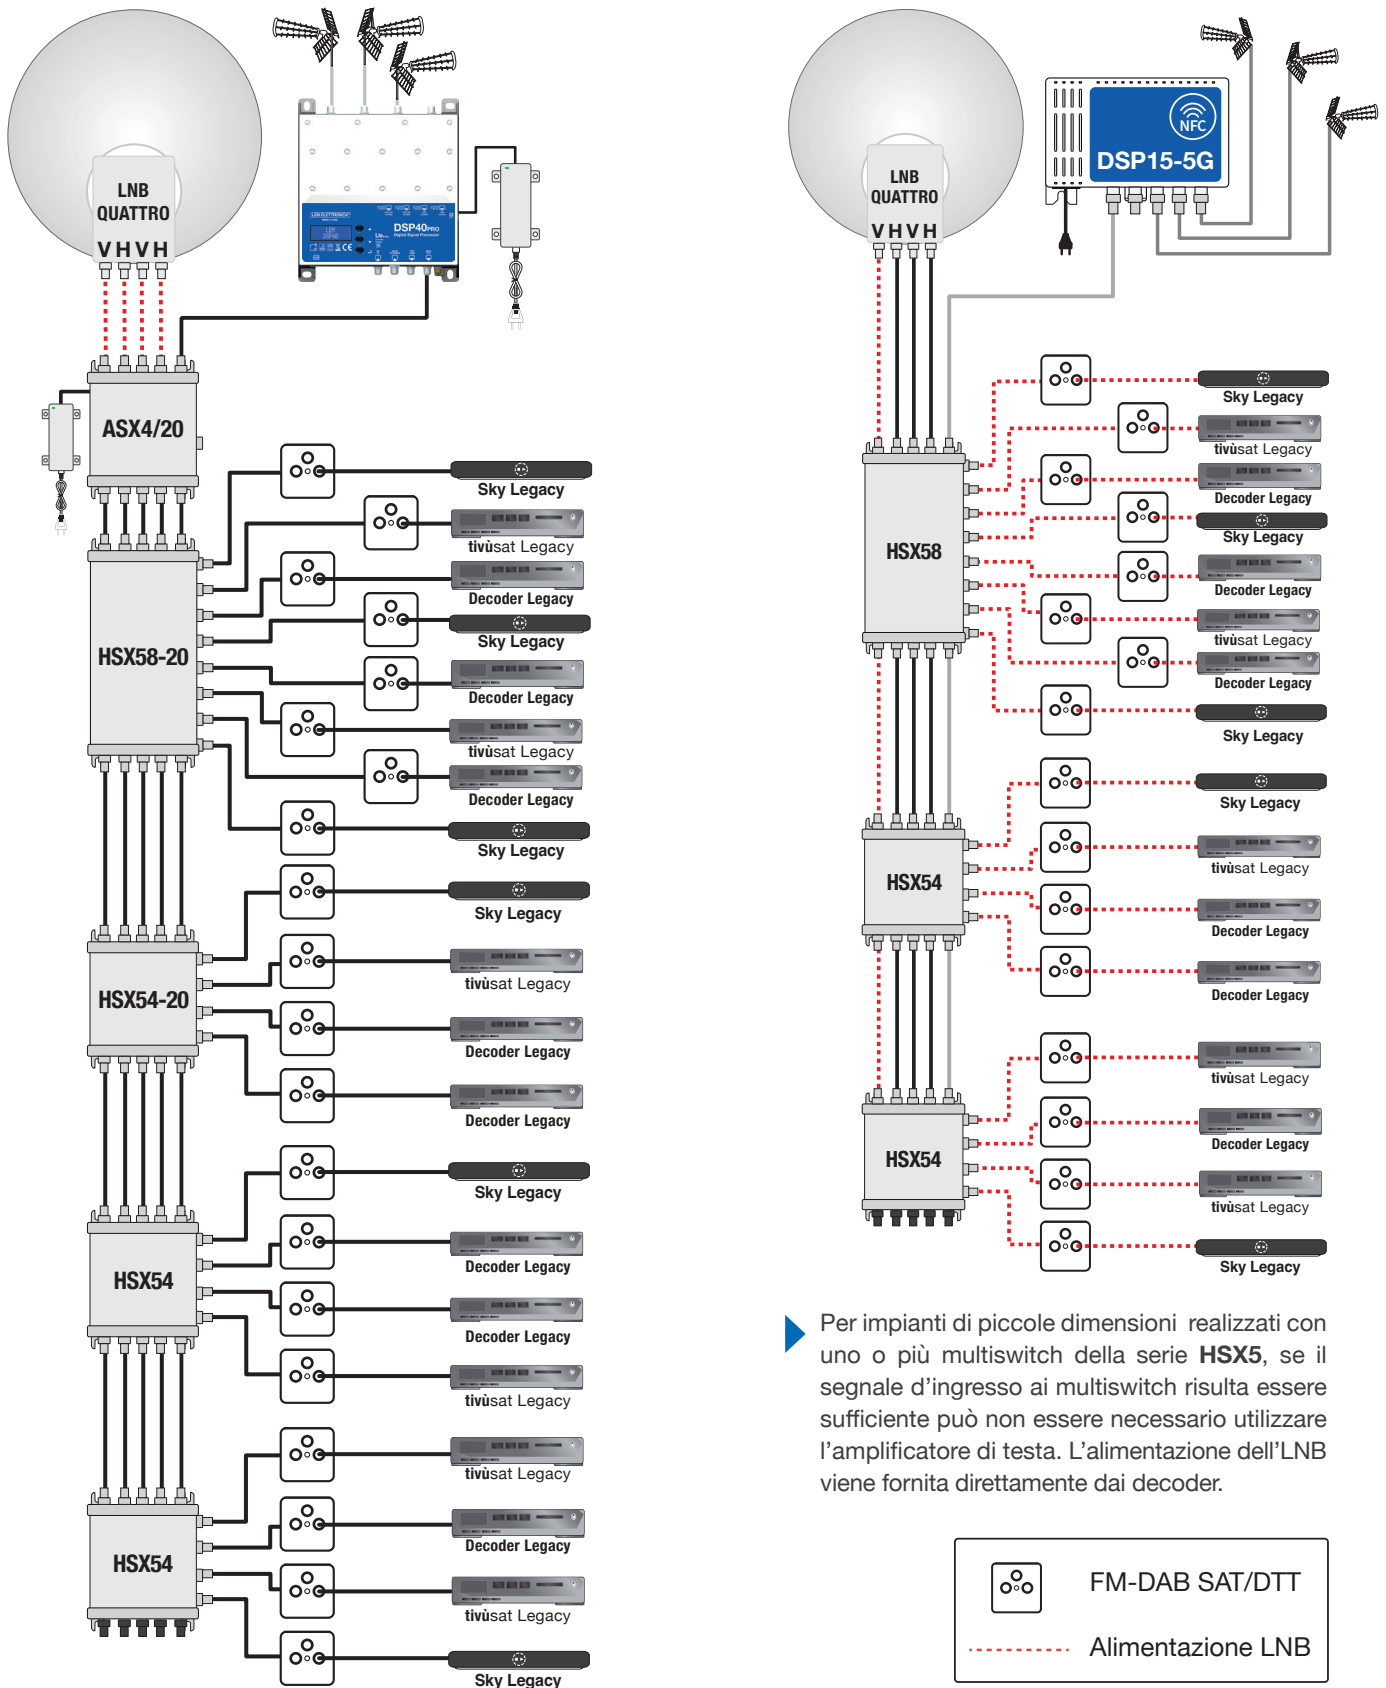 LNB
QUATTRO
V H V H
LEM ELETTRONICA
LEM
DSP40
DSP40PRO
Digital Signal Processor
ASX4/20
HSX58-20
Sky Legacy
tivùsat Legacy
Decoder Legacy
Sky Legacy
Decoder Legacy
tivùsat Legacy
Decoder Legacy
Sky Legacy
HSX54-20
Sky Legacy
tivùsat Legacy
Decoder Legacy
Decoder Legacy
HSX54
Sky Legacy
Decoder Legacy
Decoder Legacy
tivùsat Legacy
HSX54
tivùsat Legacy
Decoder Legacy
tivùsat Legacy
Sky Legacy
LNB
QUATTRO
V H V H
NFC
DSP15-5G
HSX58
Sky Legacy
tivùsat Legacy
Decoder Legacy
Sky Legacy
Decoder Legacy
tivùsat Legacy
Decoder Legacy
Sky Legacy
HSX54
Sky Legacy
tivùsat Legacy
Decoder Legacy
Decoder Legacy
HSX54
tivùsat Legacy
Decoder Legacy
tivùsat Legacy
Sky Legacy
Per impianti di piccole dimensioni realizzati con
uno o più multiswitch della serie HSX5, se il
segnale d'ingresso ai multiswitch risulta essere
sufficiente può non essere necessario utilizzare
l'amplificatore di testa. L'alimentazione dell'LNB
viene fornita direttamente dai decoder.
FM-DAB SAT/DTT
Alimentazione LNB